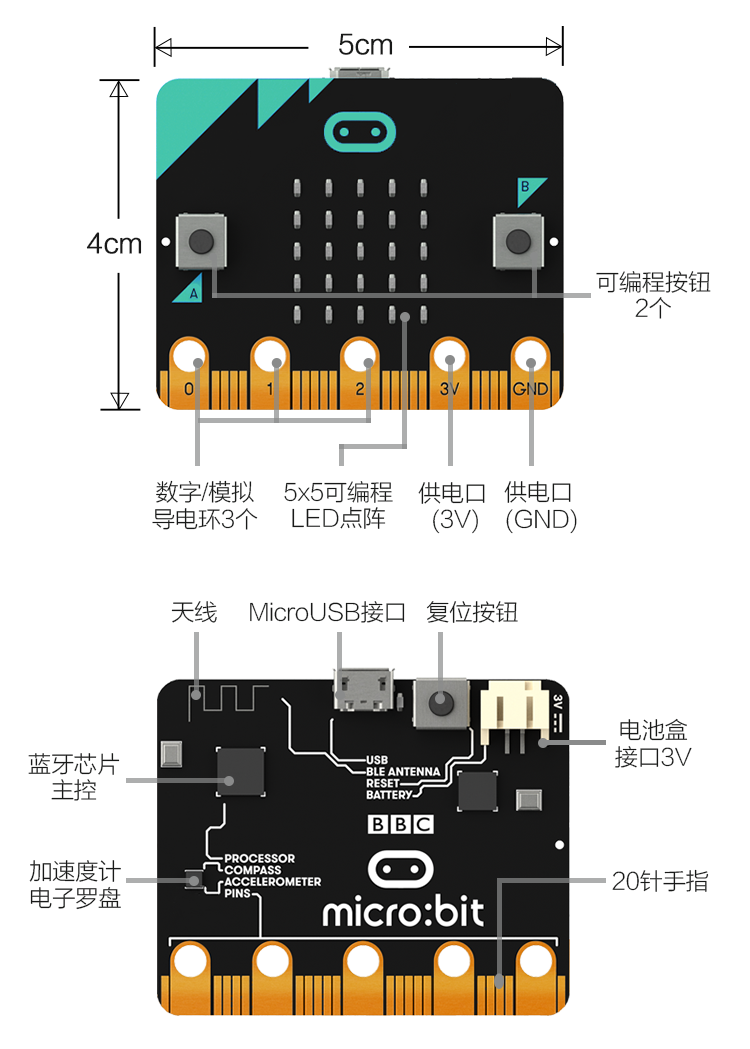 5cm
4cm
B
A
可编程按钮
2个
0
1
2
3V
GND
数字/模拟
导电环3个
5x5可编程
LED点阵
供电口
(3V)
供电口
(GND)
天线
MicroUSB接口
复位按钮
3V
电池盒
接口3V
蓝牙芯片
主控
USB
BLE ANTENNA
RESET
BATTERY
BBC
PROCESSOR
COMPASS
ACCELEROMETER
PINS
加速度计
电子罗盘
micro:bit
20针手指